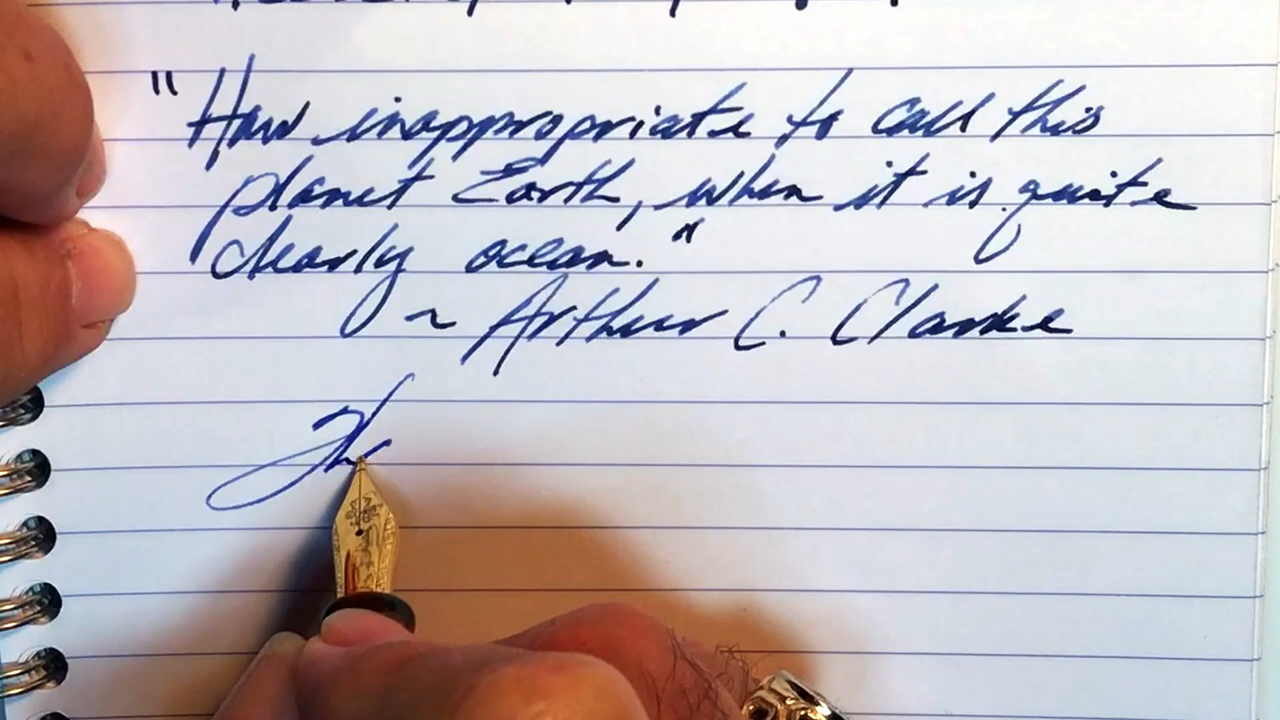 "How inappropriate to call this
planet Earth, when it is quite
clearly ocean."
~ Arthur C. Clarke